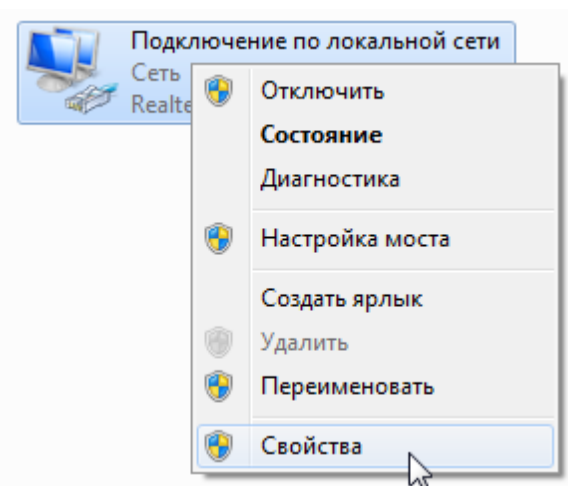 Подключение по локальной сети
Сеть
Realte
Отключить
Состояние
Диагностика
Настройка моста
Создать ярлык
Удалить
Переименовать
Свойства